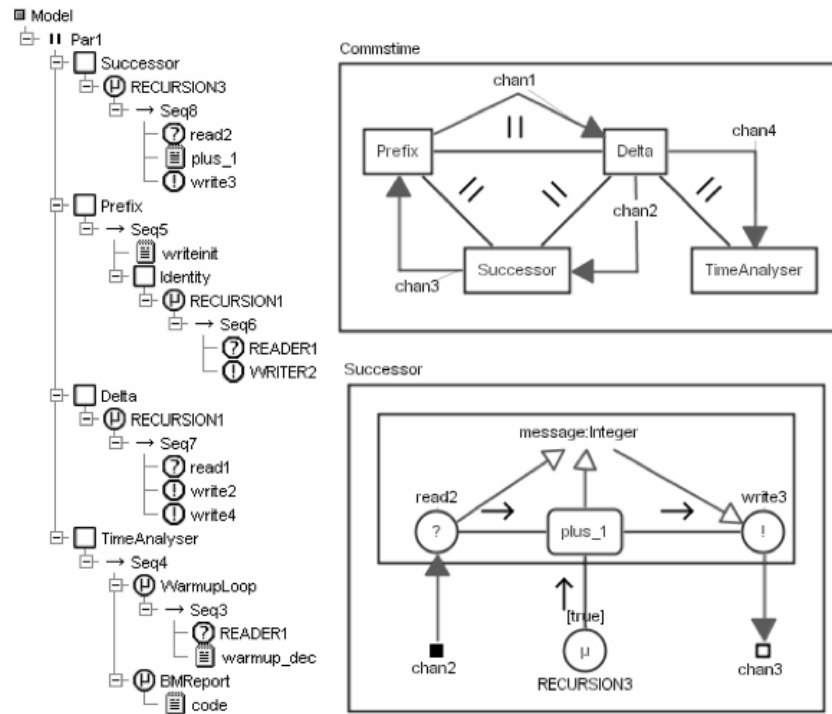 Model
II Par1
Successor
μ RECURSION3
→ Seq8
? read2
plus_1
! write3
Prefix
→ Seq5
writeinit
Identity
μ RECURSION1
→ Seq6
? READER1
! WRITER2
Delta
μ RECURSION1
→ Seq7
? read1
! write2
! write4
TimeAnalyser
→ Seq4
μ WarmupLoop
→ Seq3
? READER1
warmup_dec
μ BMReport
code
Commstime
chan1
chan4
Prefix
||
Delta
||
||
||
chan2
chan3
Successor
TimeAnalyser
Successor
message:Integer
read2
write3
→
→
?
plus_1
!
[true]
chan2
μ
chan3
RECURSION3